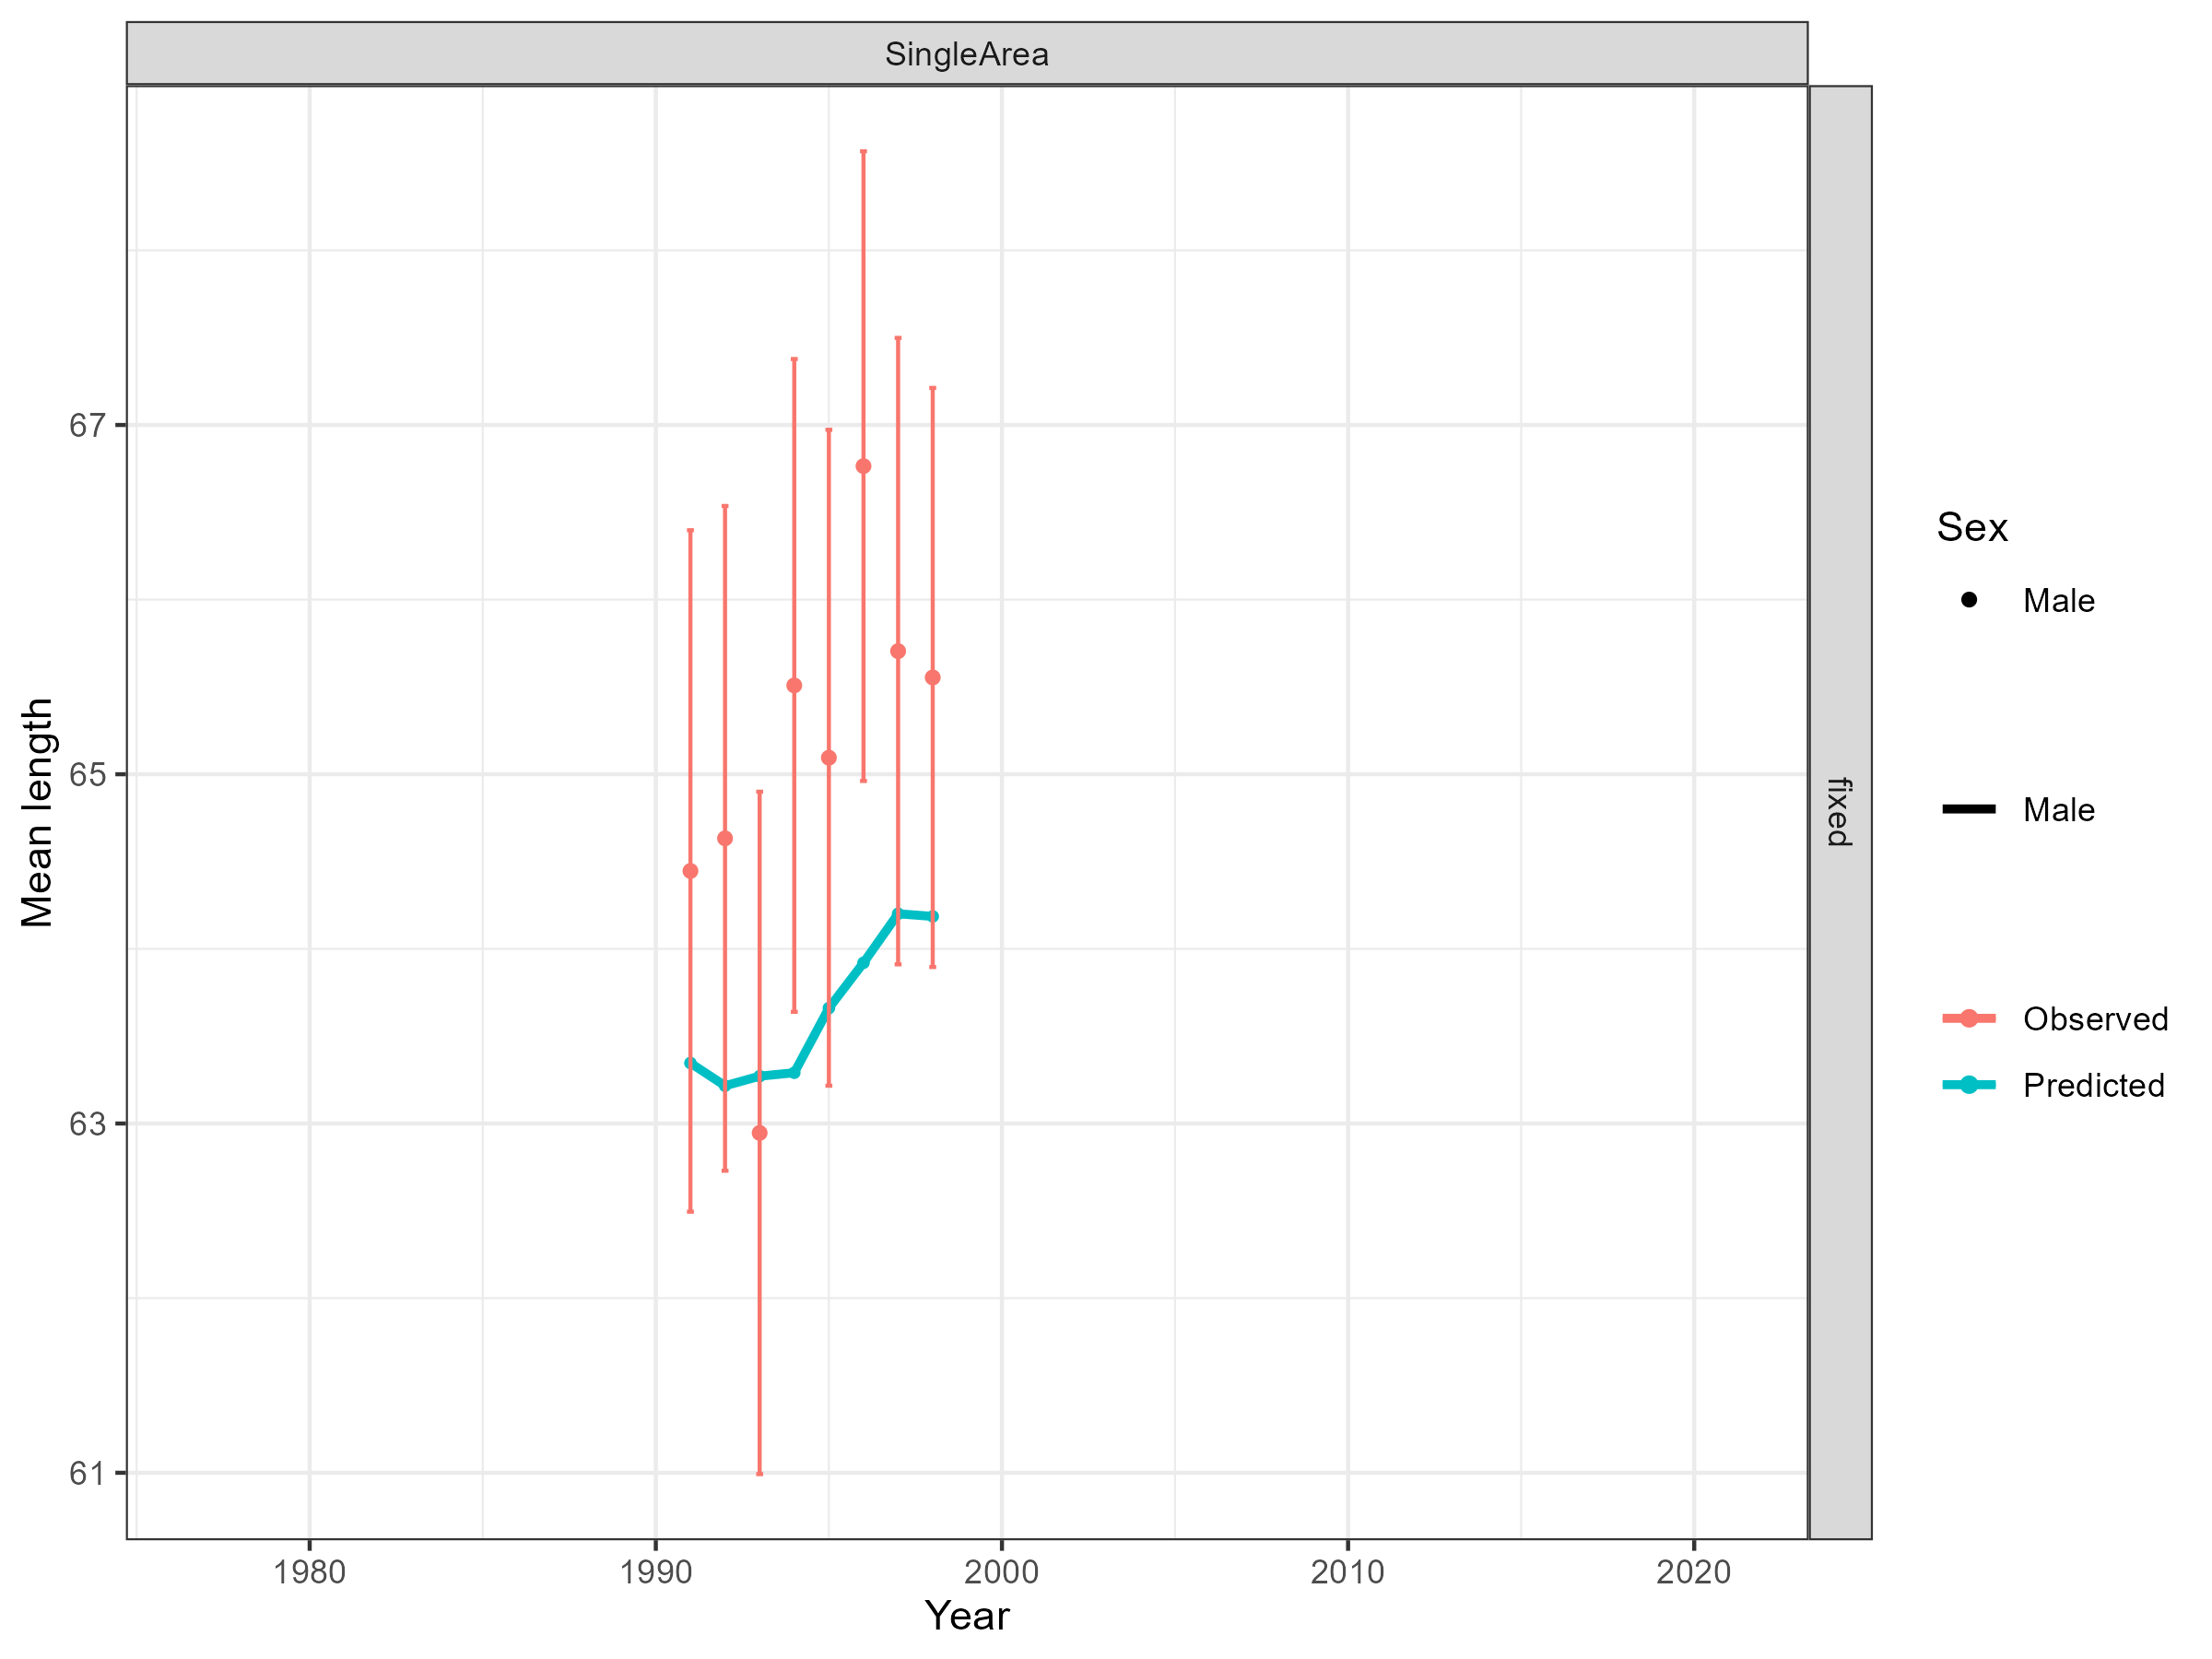 SingleArea
fixed
Mean length
67
65
63
61
1980
1990
2000
2010
2020
Year
Sex
Male
Male
Observed
Predicted